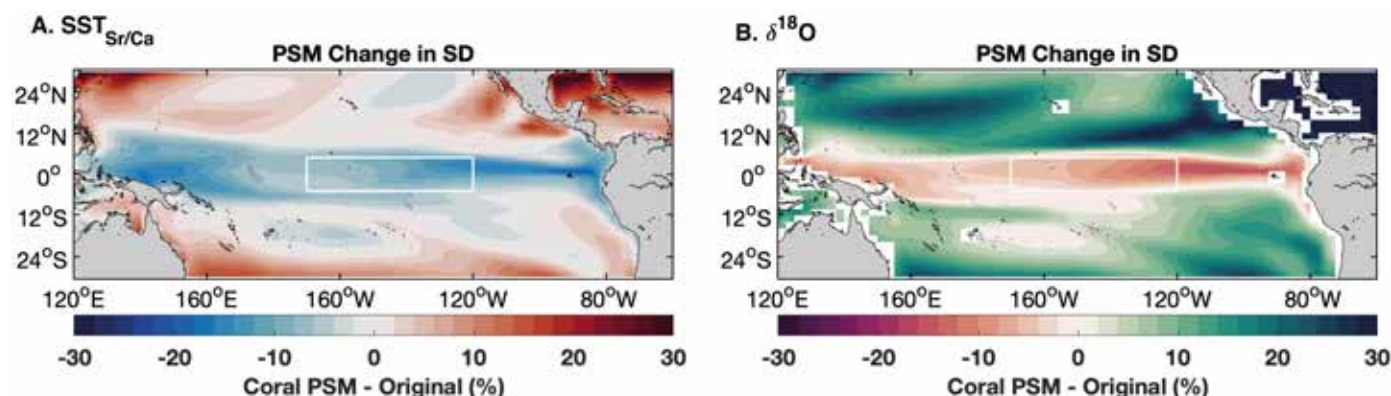 A. SST Sr/Ca
PSM Change in SD
24°N
12°N
0°
12°S
24°S
120°E 160°E 160°W 120°W 80°W
-30 -20 -10 0 10 20 30
Coral PSM - Original (%)
B. δ18O
PSM Change in SD
24°N
12°N
0°
12°S
24°S
120°E 160°E 160°W 120°W 80°W
-30 -20 -10 0 10 20 30
Coral PSM - Original (%)